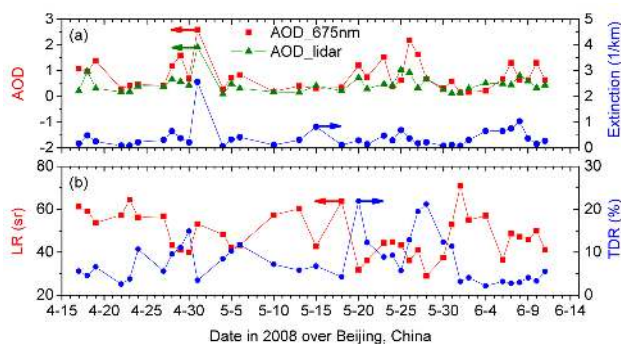 (a)
AOD_675nm
AOD_lidar
AOD
3
2
1
0
-1
-2
Extinction (1/km)
5
4
3
2
1
0
(b)
LR (sr)
80
60
40
20
TDR (%)
30
20
10
0
4-15 4-20 4-25 4-30 5-5 5-10 5-15 5-20 5-25 5-30 6-4 6-9 6-14
Date in 2008 over Beijing, China